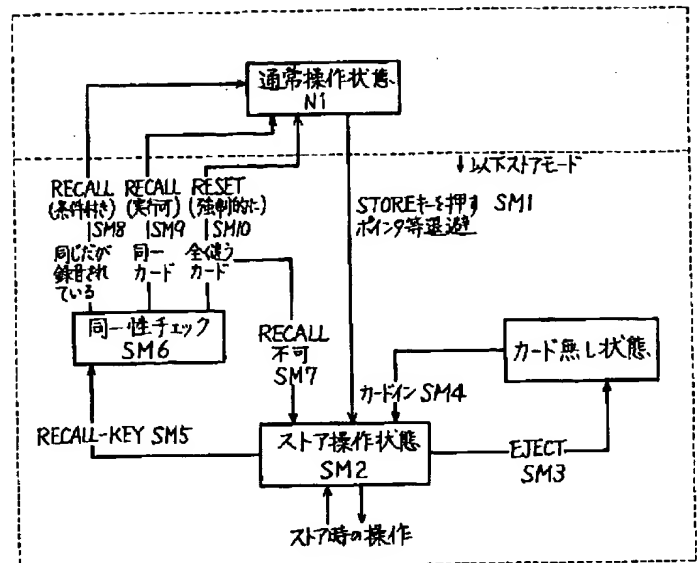 通常操作状態
N1
↓以下ストアモード
RECALL
(条件付き)
SM8
同じだが
録音され
ている
RECALL
(実行可)
SM9
同一
カード
RESET
(強制的に)
SM10
全く違う
カード
STOREキーを押す SM1
ポインタ等退避
同一性チェック
SM6
RECALL
不可
SM7
カード無し状態
カードイン SM4
RECALL-KEY SM5
ストア操作状態
SM2
EJECT
SM3
ストア時の操作